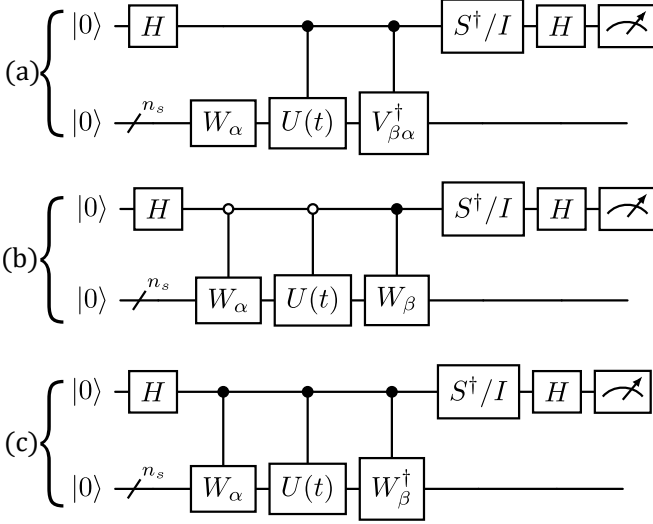 |0⟩ H S†/I H
(a)
|0⟩ n_s W_α U(t) V†_βα
|0⟩ H S†/I H
(b)
|0⟩ n_s W_α U(t) W_β
|0⟩ H S†/I H
(c)
|0⟩ n_s W_α U(t) W†_β